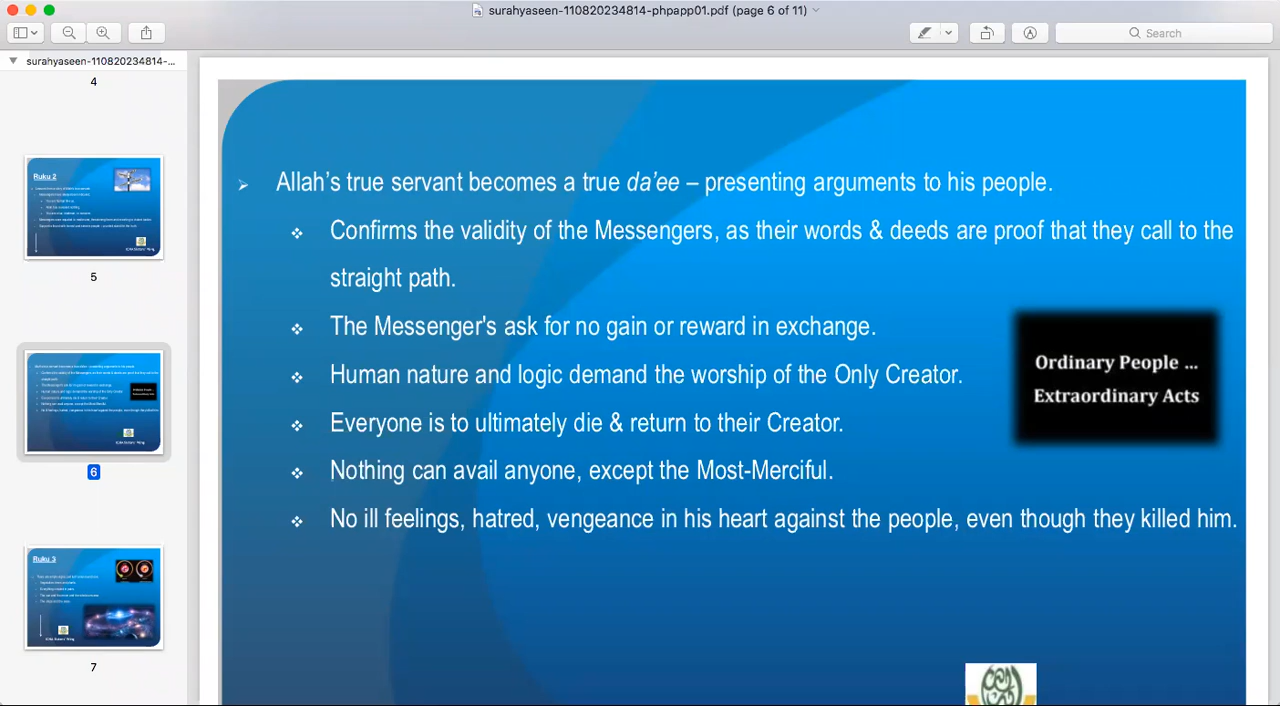 surahyaseen-110820234814-phpapp01.pdf (page 6 of 11)
Search
surahyaseen-110820234814-...
4
Ruku 2
5
6
Ruku 3
7
Allah's true servant becomes a true da'ee – presenting arguments to his people.
Confirms the validity of the Messengers, as their words & deeds are proof that they call to the
straight path.
The Messenger's ask for no gain or reward in exchange.
Human nature and logic demand the worship of the Only Creator.
Everyone is to ultimately die & return to their Creator.
Nothing can avail anyone, except the Most-Merciful.
No ill feelings, hatred, vengeance in his heart against the people, even though they killed him.
Ordinary People ...
Extraordinary Acts